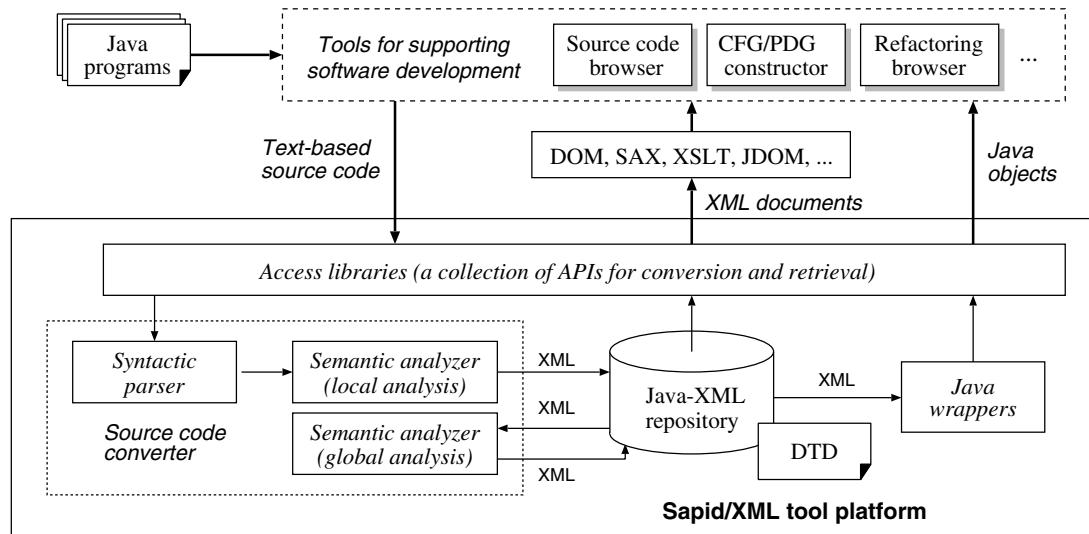 Java
programs
Tools for supporting
software development
Source code
browser
CFG/PDG
constructor
Refactoring
browser
...
Text-based
source code
DOM, SAX, XSLT, JDOM, ...
Java
objects
XML documents
Access libraries (a collection of APIs for conversion and retrieval)
Syntactic
parser
Semantic analyzer
(local analysis)
XML
Java-XML
repository
XML
Java
wrappers
Source code
converter
Semantic analyzer
(global analysis)
XML
XML
DTD
Sapid/XML tool platform